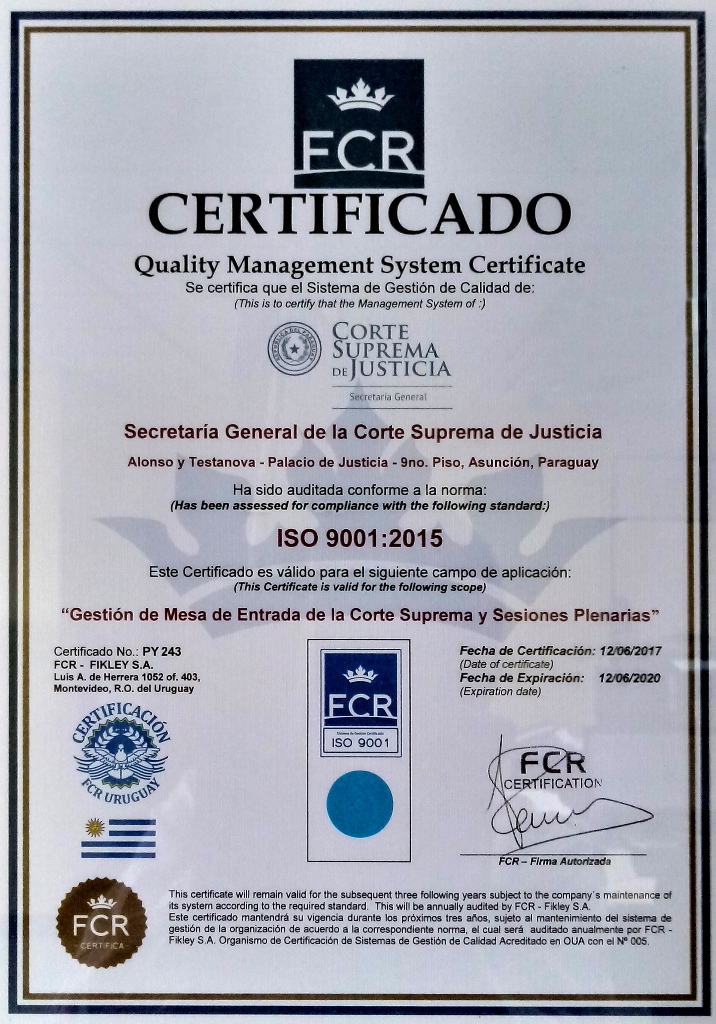 FCR
CERTIFICADO
Quality Management System Certificate
Se certifica que el Sistema de Gestión de Calidad de:
(This is to certify that the Management System of :)
REPUBLICA DEL PARAGUAY
CORTE
SUPREMA
DE JUSTICIA
Secretaría General
Secretaría General de la Corte Suprema de Justicia
Alonso y Testanova - Palacio de Justicia - 9no. Piso, Asunción, Paraguay
Ha sido auditada conforme a la norma:
(Has been assessed for compliance with the following standard:)
ISO 9001:2015
Este Certificado es válido para el siguiente campo de aplicación:
(This Certificate is valid for the following scope)
“Gestión de Mesa de Entrada de la Corte Suprema y Sesiones Plenarias”
Certificado No.: PY 243
FCR - FIKLEY S.A.
Luis A. de Herrera 1052 of. 403,
Montevideo, R.O. del Uruguay
CERTIFICACIÓN
FCR URUGUAY
FCR
Sistema de Gestión Certificado
ISO 9001
Fecha de Certificación: 12/06/2017
(Date of certificate)
Fecha de Expiración: 12/06/2020
(Expiration date)
FCR
CERTIFICATION
FCR – Firma Autorizada
FCR
CERTIFICA
This certificate will remain valid for the subsequent three following years subject to the company´s maintenance of
its system according to the required standard. This will be annually audited by FCR - Fikley S.A.
Este certificado mantendrá su vigencia durante los próximos tres años, sujeto al mantenimiento del sistema de
gestión de la organización de acuerdo a la correspondiente norma, el cual será auditado anualmente por FCR -
Fikley S.A. Organismo de Certificación de Sistemas de Gestión de Calidad Acreditado en OUA con el Nº 005.